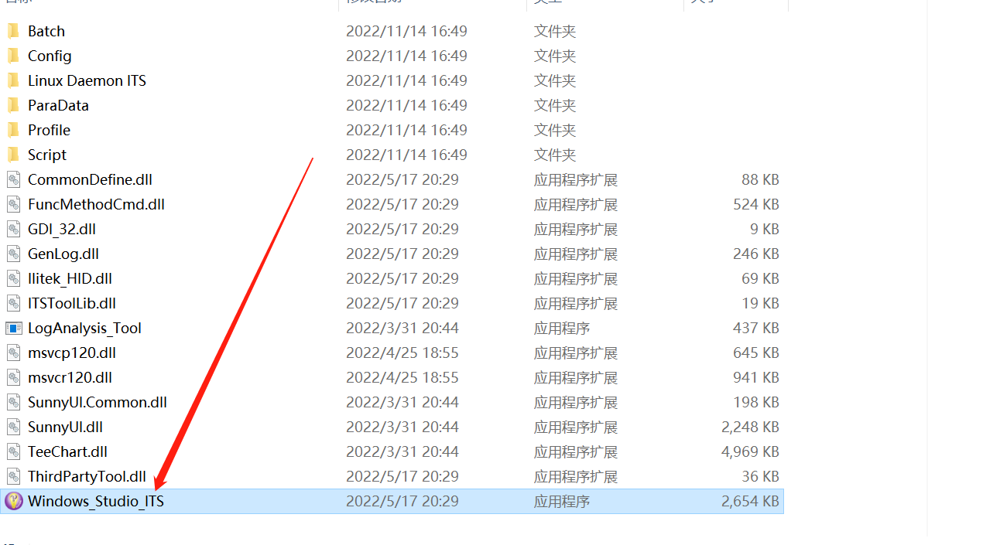 Batch 2022/11/14 16:49 文件夹
Config 2022/11/14 16:49 文件夹
Linux Daemon ITS 2022/11/14 16:49 文件夹
ParaData 2022/11/14 16:49 文件夹
Profile 2022/11/14 16:49 文件夹
Script 2022/11/14 16:49 文件夹
CommonDefine.dll 2022/5/17 20:29 应用程序扩展 88 KB
FuncMethodCmd.dll 2022/5/17 20:29 应用程序扩展 524 KB
GDI_32.dll 2022/5/17 20:29 应用程序扩展 9 KB
GenLog.dll 2022/5/17 20:29 应用程序扩展 246 KB
Ilitek_HID.dll 2022/5/17 20:29 应用程序扩展 69 KB
ITSToolLib.dll 2022/5/17 20:29 应用程序扩展 19 KB
LogAnalysis_Tool 2022/3/31 20:44 应用程序 437 KB
msvcp120.dll 2022/4/25 18:55 应用程序扩展 645 KB
msvcr120.dll 2022/4/25 18:55 应用程序扩展 941 KB
SunnyUI.Common.dll 2022/3/31 20:44 应用程序扩展 198 KB
SunnyUI.dll 2022/3/31 20:44 应用程序扩展 2,248 KB
TeeChart.dll 2022/3/31 20:44 应用程序扩展 4,969 KB
ThirdPartyTool.dll 2022/5/17 20:29 应用程序扩展 36 KB
Windows_Studio_ITS 2022/5/17 20:29 应用程序 2,654 KB